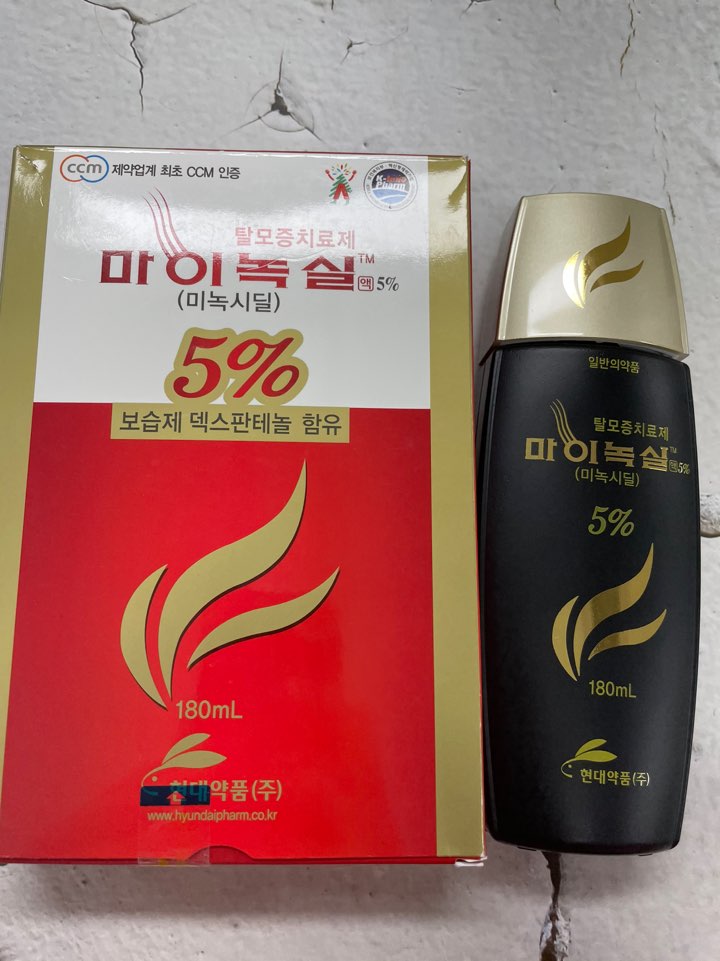 ccm 제약업계 최초 CCM 인증
탈모증치료제
마이녹실™ 액 5%
(미녹시딜)
5%
보습제 덱스판테놀 함유
180mL
현대약품(주)
www.hyundaipharm.co.kr
일반의약품
탈모증치료제
마이녹실™ 액 5%
(미녹시딜)
5%
180mL
현대약품(주)